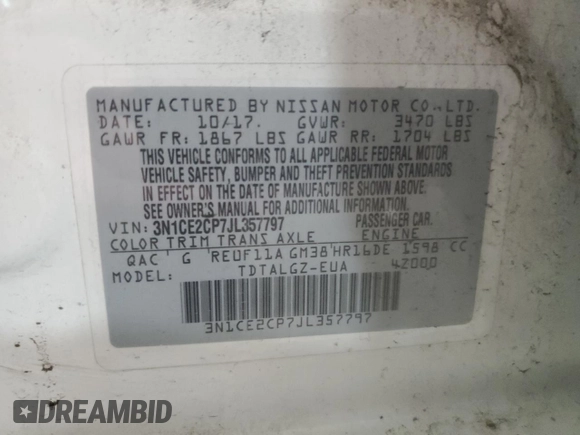 MANUFACTURED BY NISSAN MOTOR CO.,LTD.
DATE: 10/17. GVWR: 3470 LBS
GAWR FR: 1867 LBS GAWR RR: 1704 LBS
THIS VEHICLE CONFORMS TO ALL APPLICABLE FEDERAL MOTOR
VEHICLE SAFETY, BUMPER AND THEFT PREVENTION STANDARDS
IN EFFECT ON THE DATE OF MANUFACTURE SHOWN ABOVE.
SEE OWNER'S MANUAL FOR ADDITIONAL INFORMATION.
VIN: 3N1CE2CP7JL357797 PASSENGER CAR.
COLOR TRIM TRANS AXLE ENGINE
QAC G RE0F11A GM38 HR16DE 1598 CC
MODEL: TDTALGZ-EUA 4Z000
3N1CE2CP7JL357797
DREAMBID